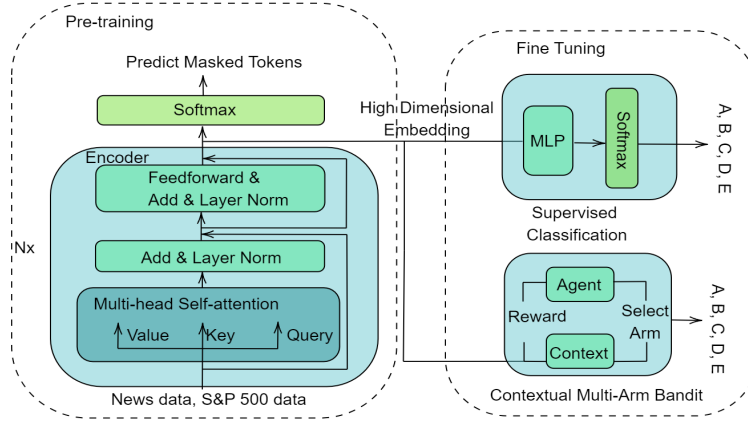 Pre-training
Predict Masked Tokens
Softmax
Encoder
Feedforward &
Add & Layer Norm
Nx
Add & Layer Norm
Multi-head Self-attention
Value
Key
Query
News data, S&P 500 data
High Dimensional
Embedding
Fine Tuning
MLP
Softmax
A, B, C, D, E
Supervised
Classification
Agent
Reward
Select
Arm
Context
A, B, C, D, E
Contextual Multi-Arm Bandit